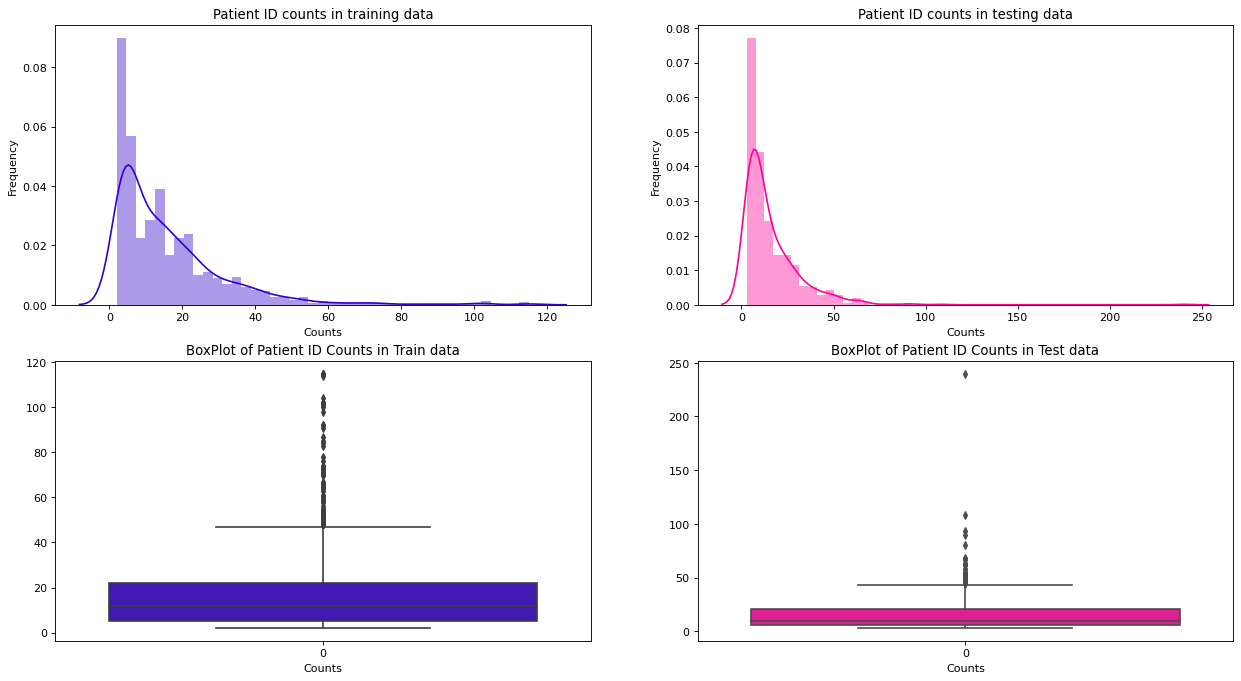 Patient ID counts in training data
0.08
0.06
0.04
0.02
0.00
Frequency
0 20 40 60 80 100 120
Counts
Patient ID counts in testing data
0.08
0.07
0.06
0.05
0.04
0.03
0.02
0.01
0.00
Frequency
0 50 100 150 200 250
Counts
BoxPlot of Patient ID Counts in Train data
120
100
80
60
40
20
0
0
Counts
BoxPlot of Patient ID Counts in Test data
250
200
150
100
50
0
0
Counts